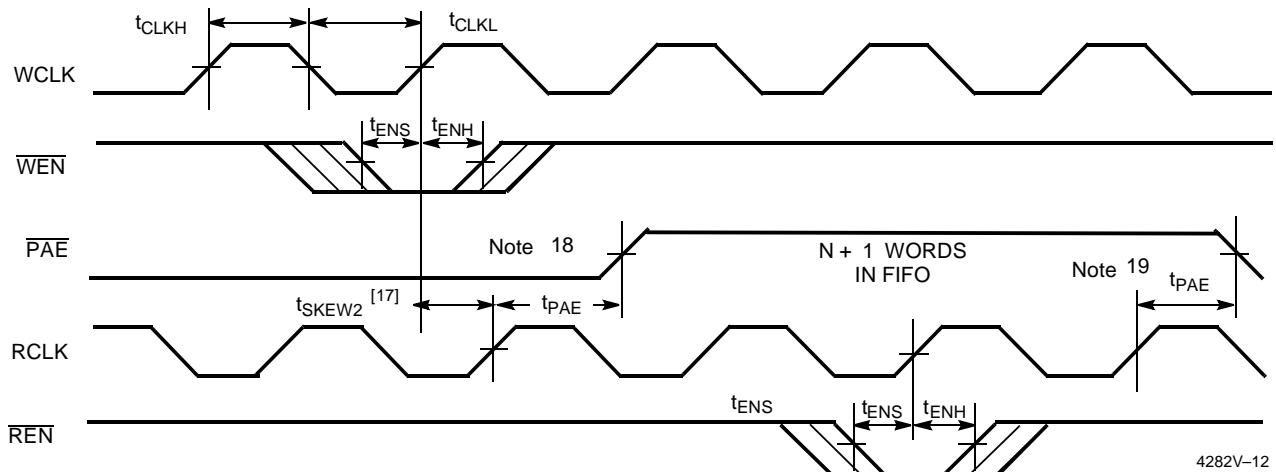 tCLKH
tCLKL
WCLK
tENS
tENH
WEN
PAE
Note 18
N + 1 WORDS
IN FIFO
Note 19
tPAE
tSKEW2 [17]
tPAE
RCLK
tENS
tENS
tENH
REN
4282V–12